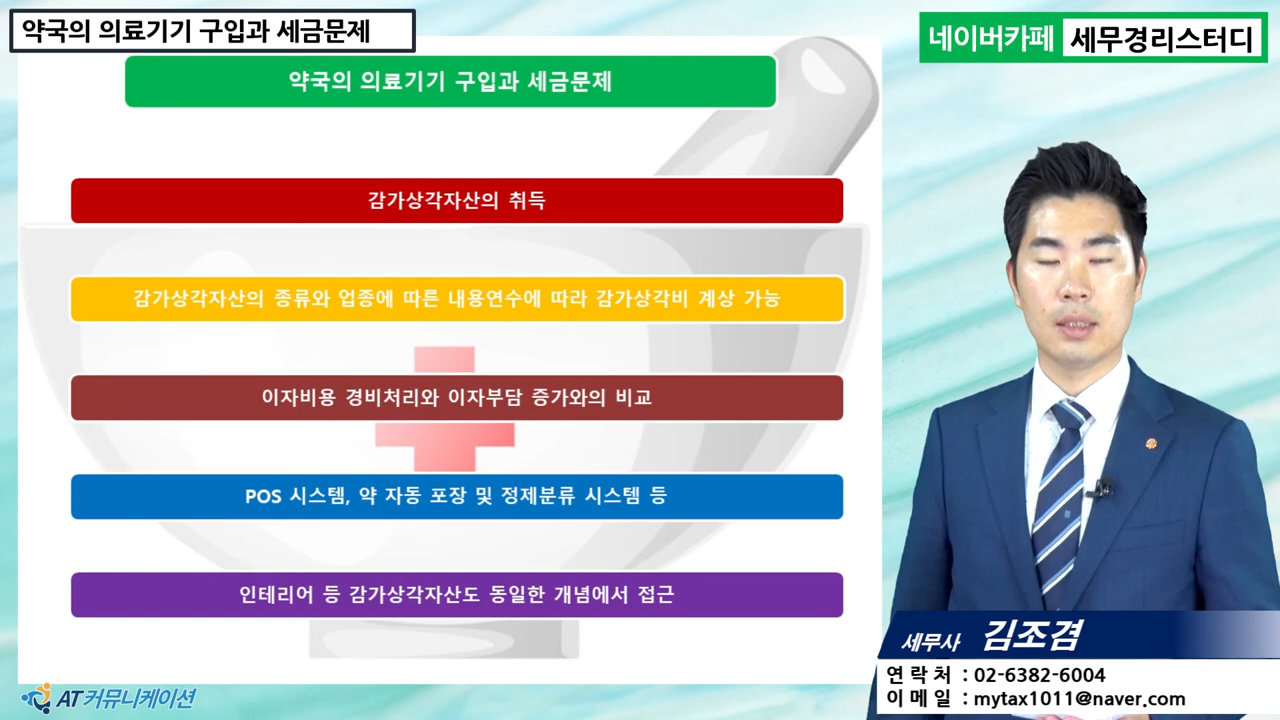 약국의 의료기기 구입과 세금문제
네이버카페 세무경리스터디
약국의 의료기기 구입과 세금문제
감가상각자산의 취득
감가상각자산의 종류와 업종에 따른 내용연수에 따라 감가상각비 계상 가능
이자비용 경비처리와 이자부담 증가와의 비교
POS 시스템, 약 자동 포장 및 정제분류 시스템 등
인테리어 등 감가상각자산도 동일한 개념에서 접근
세무사 김조겸
연 락 처 : 02-6382-6004
이 메 일 : mytax1011@naver.com
AT커뮤니케이션